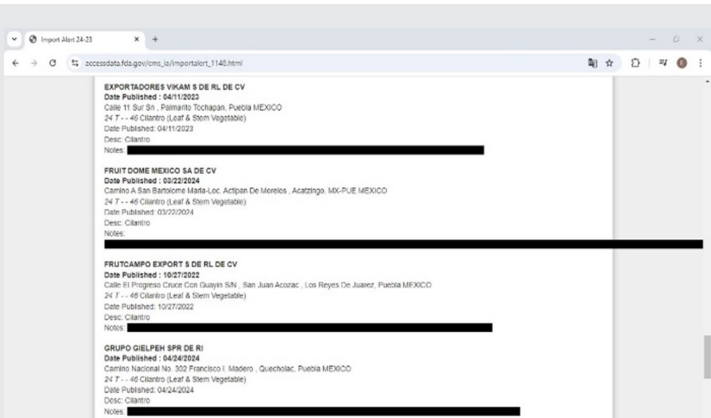 Import Alert 24-23
accessdata.fda.gov/cms_ia/importalert_1148.html
EXPORTADORES VIKAM S DE RL DE CV
Date Published : 04/11/2023
Calle 11 Sur Sn , Palmarito Tochapan, Puebla MEXICO
24 T - - 46 Cilantro (Leaf & Stem Vegetable)
Date Published: 04/11/2023
Desc: Cilantro
Notes:
FRUIT DOME MEXICO SA DE CV
Date Published : 03/22/2024
Camino A San Bartolome Marla-Loc. Actipan De Morelos , Acatzingo, MX-PUE MEXICO
24 T - - 46 Cilantro (Leaf & Stem Vegetable)
Date Published: 03/22/2024
Desc: Cilantro
Notes:
FRUTCAMPO EXPORT S DE RL DE CV
Date Published : 10/27/2022
Calle El Progreso Cruce Con Guayin S/N , San Juan Acozac , Los Reyes De Juarez, Puebla MEXICO
24 T - - 46 Cilantro (Leaf & Stem Vegetable)
Date Published: 10/27/2022
Desc: Cilantro
Notes:
GRUPO GIELPEH SPR DE RI
Date Published : 04/24/2024
Camino Nacional No. 302 Francisco I. Madero , Quecholac, Puebla MEXICO
24 T - - 46 Cilantro (Leaf & Stem Vegetable)
Date Published: 04/24/2024
Desc: Cilantro
Notes: